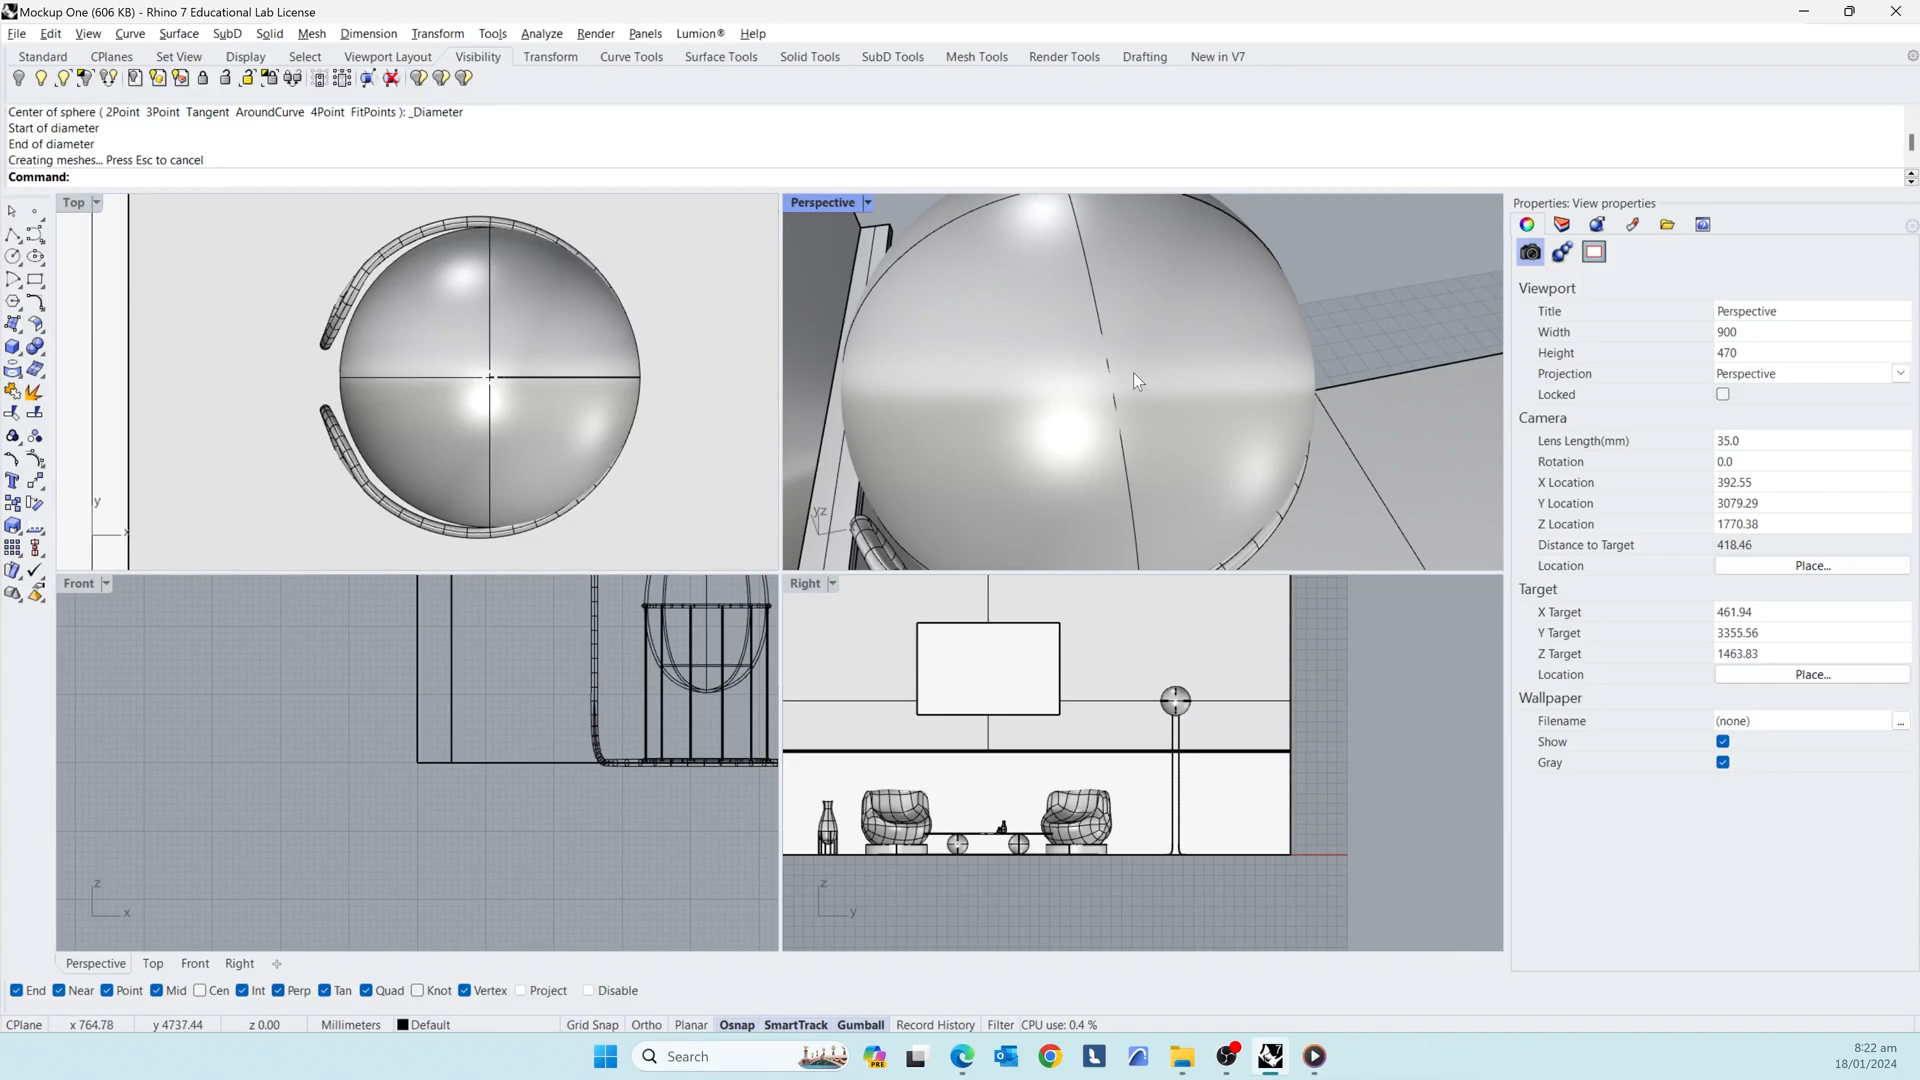 Mockup One (606 KB) - Rhino 7 Educational Lab License
File Edit View Curve Surface SubD Solid Mesh Dimension Transform Tools Analyze Render Panels Lumion® Help
Standard CPlanes Set View Display Select Viewport Layout Visibility Transform Curve Tools Surface Tools Solid Tools SubD Tools Mesh Tools Render Tools Drafting New in V7
Center of sphere ( 2Point 3Point Tangent AroundCurve 4Point FitPoints ): _Diameter
Start of diameter
End of diameter
Creating meshes... Press Esc to cancel
Command:
Top
y
x
Perspective
yz
Front
z
x
Right
z
y
Properties: View properties
Viewport
Title Perspective
Width 900
Height 470
Projection Perspective
Locked
Camera
Lens Length(mm) 35.0
Rotation 0.0
X Location 392.55
Y Location 3079.29
Z Location 1770.38
Distance to Target 418.46
Location Place...
Target
X Target 461.94
Y Target 3355.56
Z Target 1463.83
Location Place...
Wallpaper
Filename (none) ...
Show
Gray
Perspective Top Front Right
End Near Point Mid Cen Int Perp Tan Quad Knot Vertex Project Disable
CPlane x 764.78 y 4737.44 z 0.00 Millimeters Default Grid Snap Ortho Planar Osnap SmartTrack Gumball Record History Filter CPU use: 0.4 %
Search
PRE
8:22 am
18/01/2024